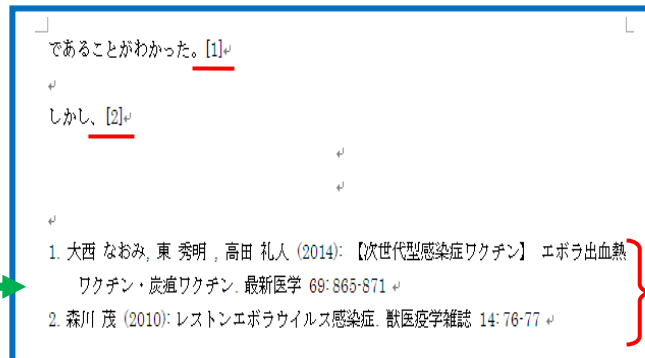 であることがわかった。[1]
しかし、[2]
1. 大西 なおみ, 東 秀明 , 高田 礼人 (2014): 【次世代型感染症ワクチン】 エボラ出血熱
ワクチン・炭疽ワクチン. 最新医学 69: 865-871
2. 森川 茂 (2010): レストンエボラウイルス感染症. 獣医疫学雑誌 14: 76-77